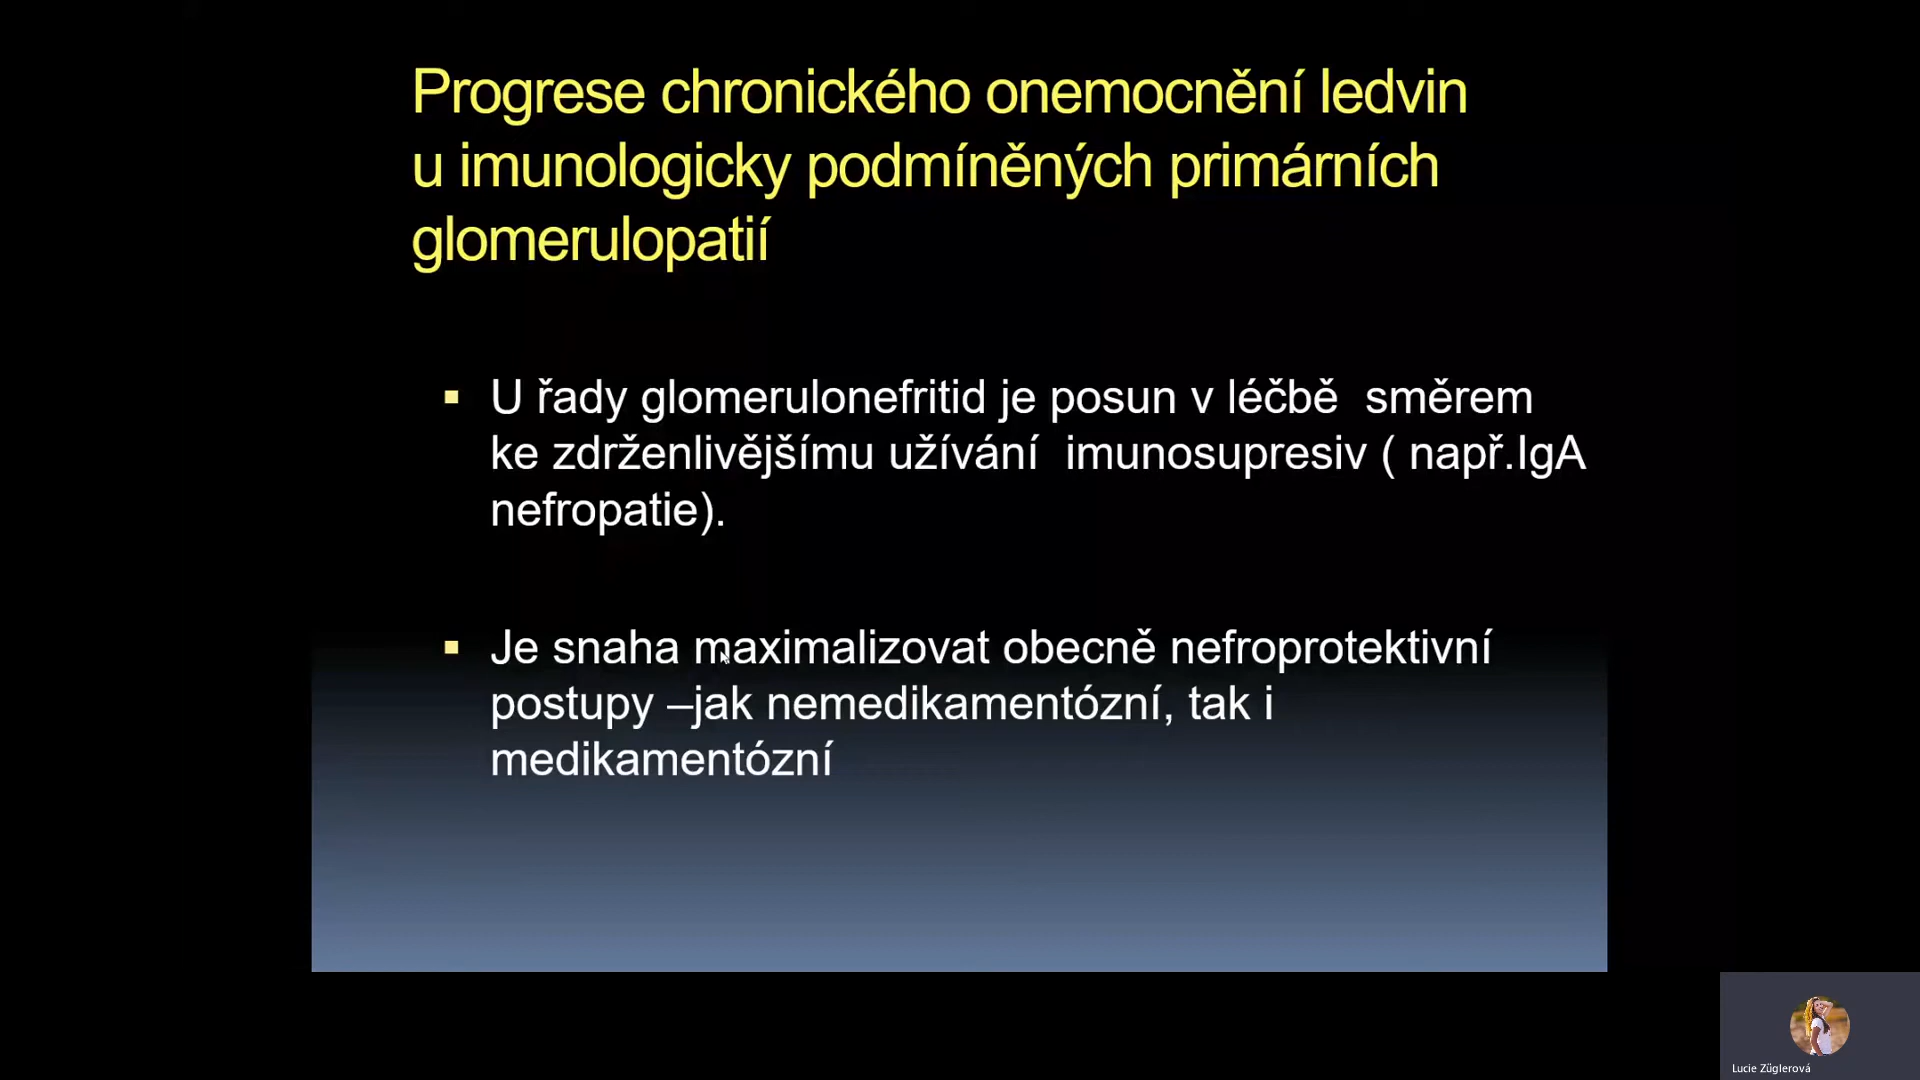 Progrese chronického onemocnění ledvin
u imunologicky podmíněných primárních
glomerulopatií
▪ U řady glomerulonefritid je posun v léčbě  směrem
ke zdrženlivějšímu užívání  imunosupresiv ( např.IgA
nefropatie).
▪ Je snaha maximalizovat obecně nefroprotektivní
postupy –jak nemedikamentózní, tak i
medikamentózní
Lucie Züglerová